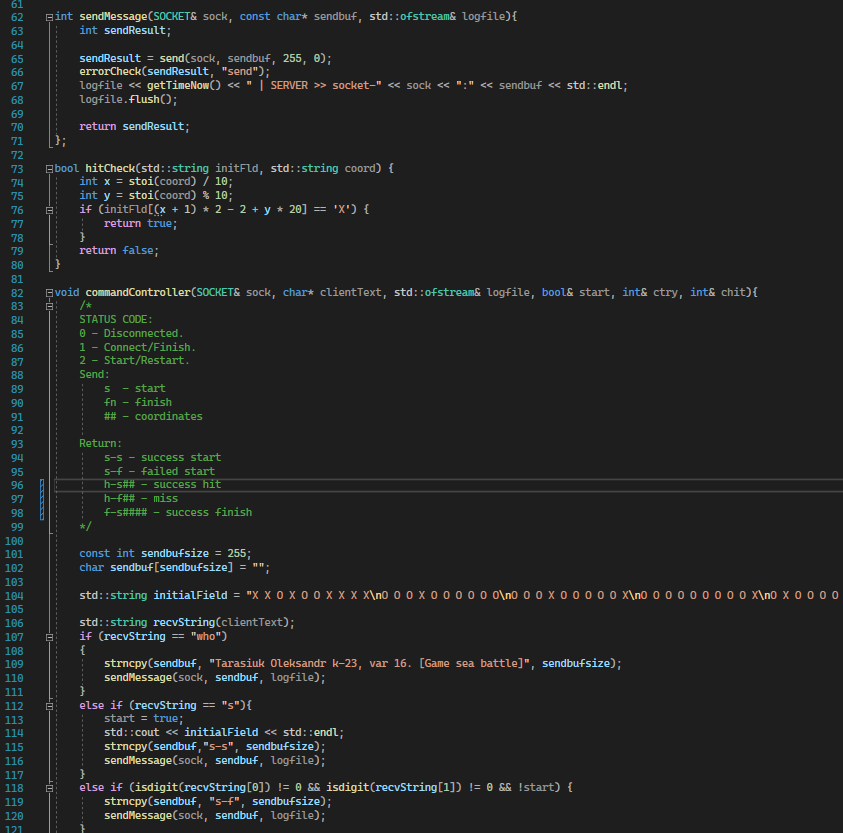 61
62 int sendMessage(SOCKET& sock, const char* sendbuf, std::ofstream& logfile){
63     int sendResult;
64
65     sendResult = send(sock, sendbuf, 255, 0);
66     errorCheck(sendResult, "send");
67     logfile << getTimeNow() << " | SERVER >> socket-" << sock << ":" << sendbuf << std::endl;
68     logfile.flush();
69
70     return sendResult;
71 };
72
73 bool hitCheck(std::string initFld, std::string coord) {
74     int x = stoi(coord) / 10;
75     int y = stoi(coord) % 10;
76     if (initFld[(x + 1) * 2 - 2 + y * 20] == 'X') {
77         return true;
78     }
79     return false;
80 }
81
82 void commandController(SOCKET& sock, char* clientText, std::ofstream& logfile, bool& start, int& ctry, int& chit){
83     /*
84     STATUS CODE:
85     0 - Disconnected.
86     1 - Connect/Finish.
87     2 - Start/Restart.
88     Send:
89         s  - start
90         fn - finish
91         ## - coordinates
92
93     Return:
94         s-s - success start
95         s-f - failed start
96         h-s## - success hit
97         h-f## - miss
98         f-s#### - success finish
99     */
100
101     const int sendbufsize = 255;
102     char sendbuf[sendbufsize] = "";
103
104     std::string initialField = "X X O X O O X X X X\nO O O X O O O O O O\nO O O X O O O O O X\nO O O O O O O O O X\nO X O O O O
105
106     std::string recvString(clientText);
107     if (recvString == "who")
108     {
109         strncpy(sendbuf, "Tarasiuk Oleksandr k-23, var 16. [Game sea battle]", sendbufsize);
110         sendMessage(sock, sendbuf, logfile);
111     }
112     else if (recvString == "s"){
113         start = true;
114         std::cout << initialField << std::endl;
115         strncpy(sendbuf,"s-s", sendbufsize);
116         sendMessage(sock, sendbuf, logfile);
117     }
118     else if (isdigit(recvString[0]) != 0 && isdigit(recvString[1]) != 0 && !start) {
119         strncpy(sendbuf, "s-f", sendbufsize);
120         sendMessage(sock, sendbuf, logfile);
121     }